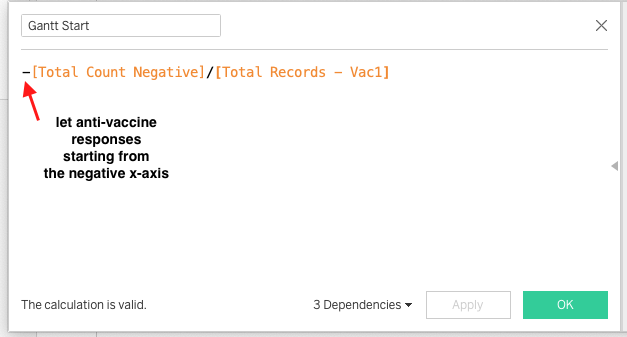 Gantt Start
–[Total Count Negative]/[Total Records – Vac1]
let anti-vaccine
responses
starting from
the negative x-axis
The calculation is valid.
3 Dependencies
Apply
OK